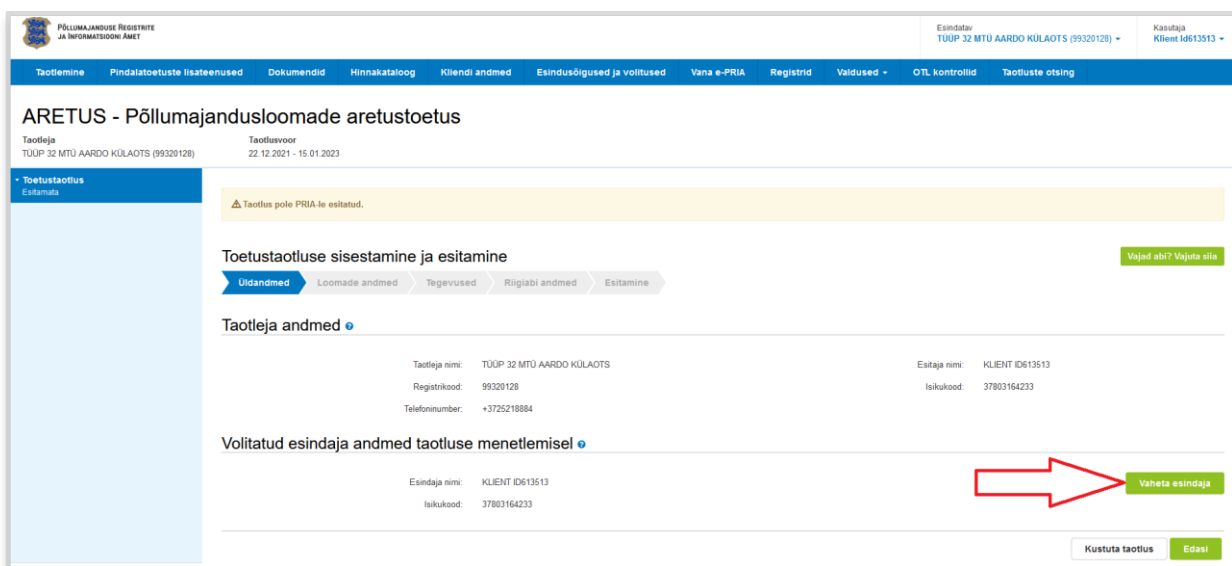 PÕLLUMAJANDUSE REGISTRITE
JA INFORMATSIOONI AMET
Esindatav
TÜÜP 32 MTÜ AARDO KÜLAOTS (99320128)
Kasutaja
Klient Id613513
Taotlemine Pindalatoetuste lisateenused Dokumendid Hinnakataloog Kliendi andmed Esindusõigused ja volitused Vana e-PRIA Registrid Valdused OTL kontrollid Taotluste otsing
ARETUS - Põllumajandusloomade aretustoetus
Taotleja Taotlusvoor
TÜÜP 32 MTÜ AARDO KÜLAOTS (99320128) 22.12.2021 - 15.01.2023
Toetustaotlus
Esitamata
Taotlus pole PRIA-le esitatud.
Toetustaotluse sisestamine ja esitamine
Vajad abi? Vajuta siia
Üldandmed Loomade andmed Tegevused Riigiabi andmed Esitamine
Taotleja andmed
Taotleja nimi: TÜÜP 32 MTÜ AARDO KÜLAOTS Esitaja nimi: KLIENT ID613513
Registrikood: 99320128 Isikukood: 37803164233
Telefoninumber: +3725218884
Volitatud esindaja andmed taotluse menetlemisel
Esindaja nimi: KLIENT ID613513
Vaheta esindaja
Isikukood: 37803164233
Kustuta taotlus Edasi